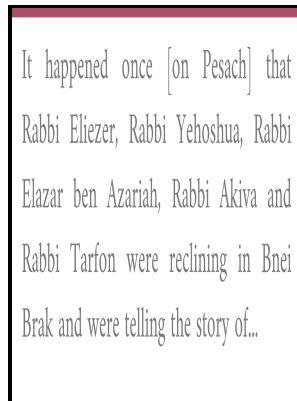 It happened once [on Pesach] that
Rabbi Eliezer, Rabbi Yehoshua, Rabbi
Elazar ben Azariah, Rabbi Akiva and
Rabbi Tarfon were reclining in Bnei
Brak and were telling the story of...